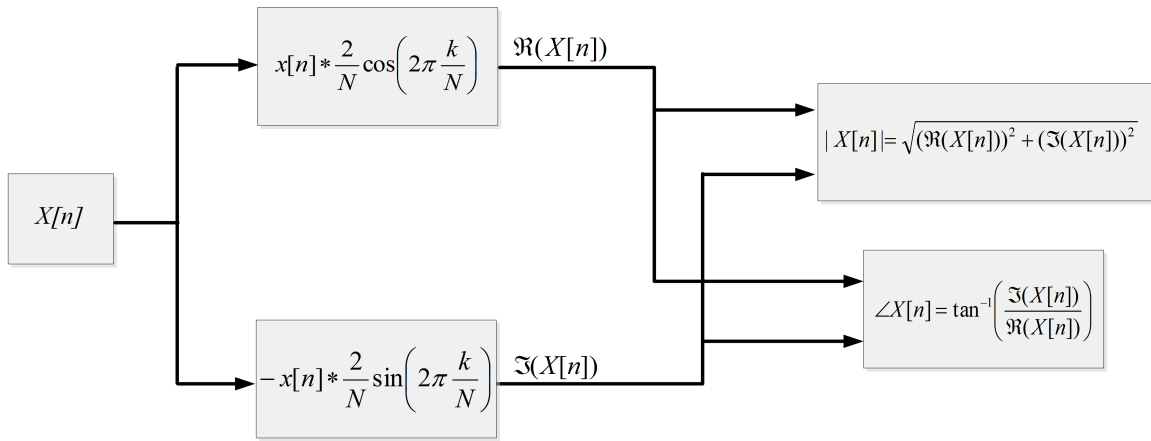 X[n]
x[n]*2/N cos(2π k/N)
ℜ(X[n])
-x[n]*2/N sin(2π k/N)
ℑ(X[n])
|X[n]|=√((ℜ(X[n]))²+(ℑ(X[n]))²)
∠X[n]=tan⁻¹(ℑ(X[n])/ℜ(X[n]))